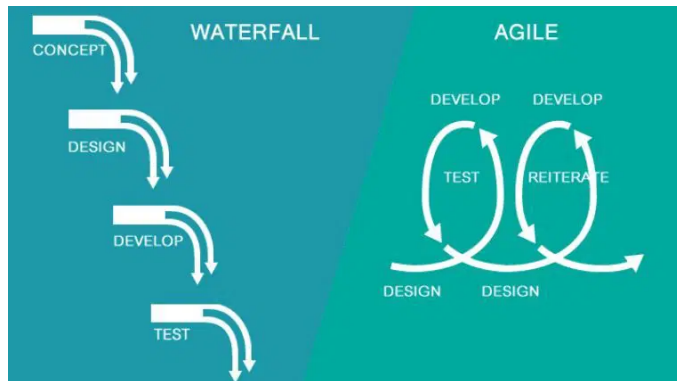 WATERFALL
CONCEPT
DESIGN
DEVELOP
TEST
AGILE
DEVELOP
DEVELOP
TEST
REITERATE
DESIGN
DESIGN